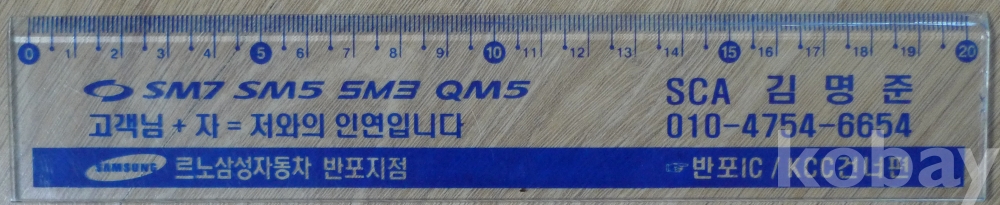 0 1 2 3 4 5 6 7 8 9 10 11 12 13 14 15 16 17 18 19 20
SM7 SM5 SM3 QM5
SCA 김명준
고객님 + 자 = 저와의 인연입니다
010-4754-6654
SAMSUNG 르노삼성자동차 반포지점
☞ 반포IC / KCC건너편
kobay